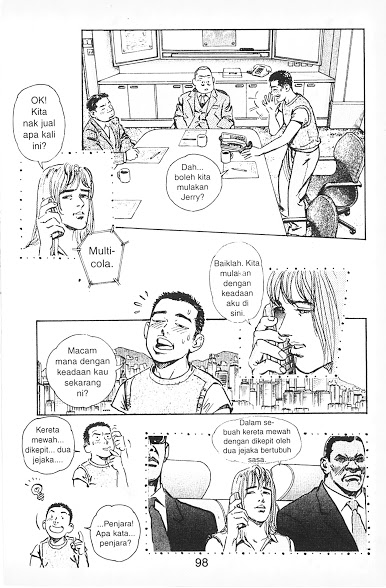 OK!
Kita
nak jual
apa kali
ini?
Dah...
boleh kita
mulakan
Jerry?
Multi-
cola.
Baiklah. Kita
mulakan
dengan
keadaan
aku di
sini.
Macam
mana dengan
keadaan kau
sekarang
ni?
Kereta
mewah...
dikepit... dua
jejaka....
Dalam se-
buah kereta mewah
dengan dikepit oleh
dua jejaka bertubuh
sasa.
...Penjara!
Apa kata...
penjara?
98